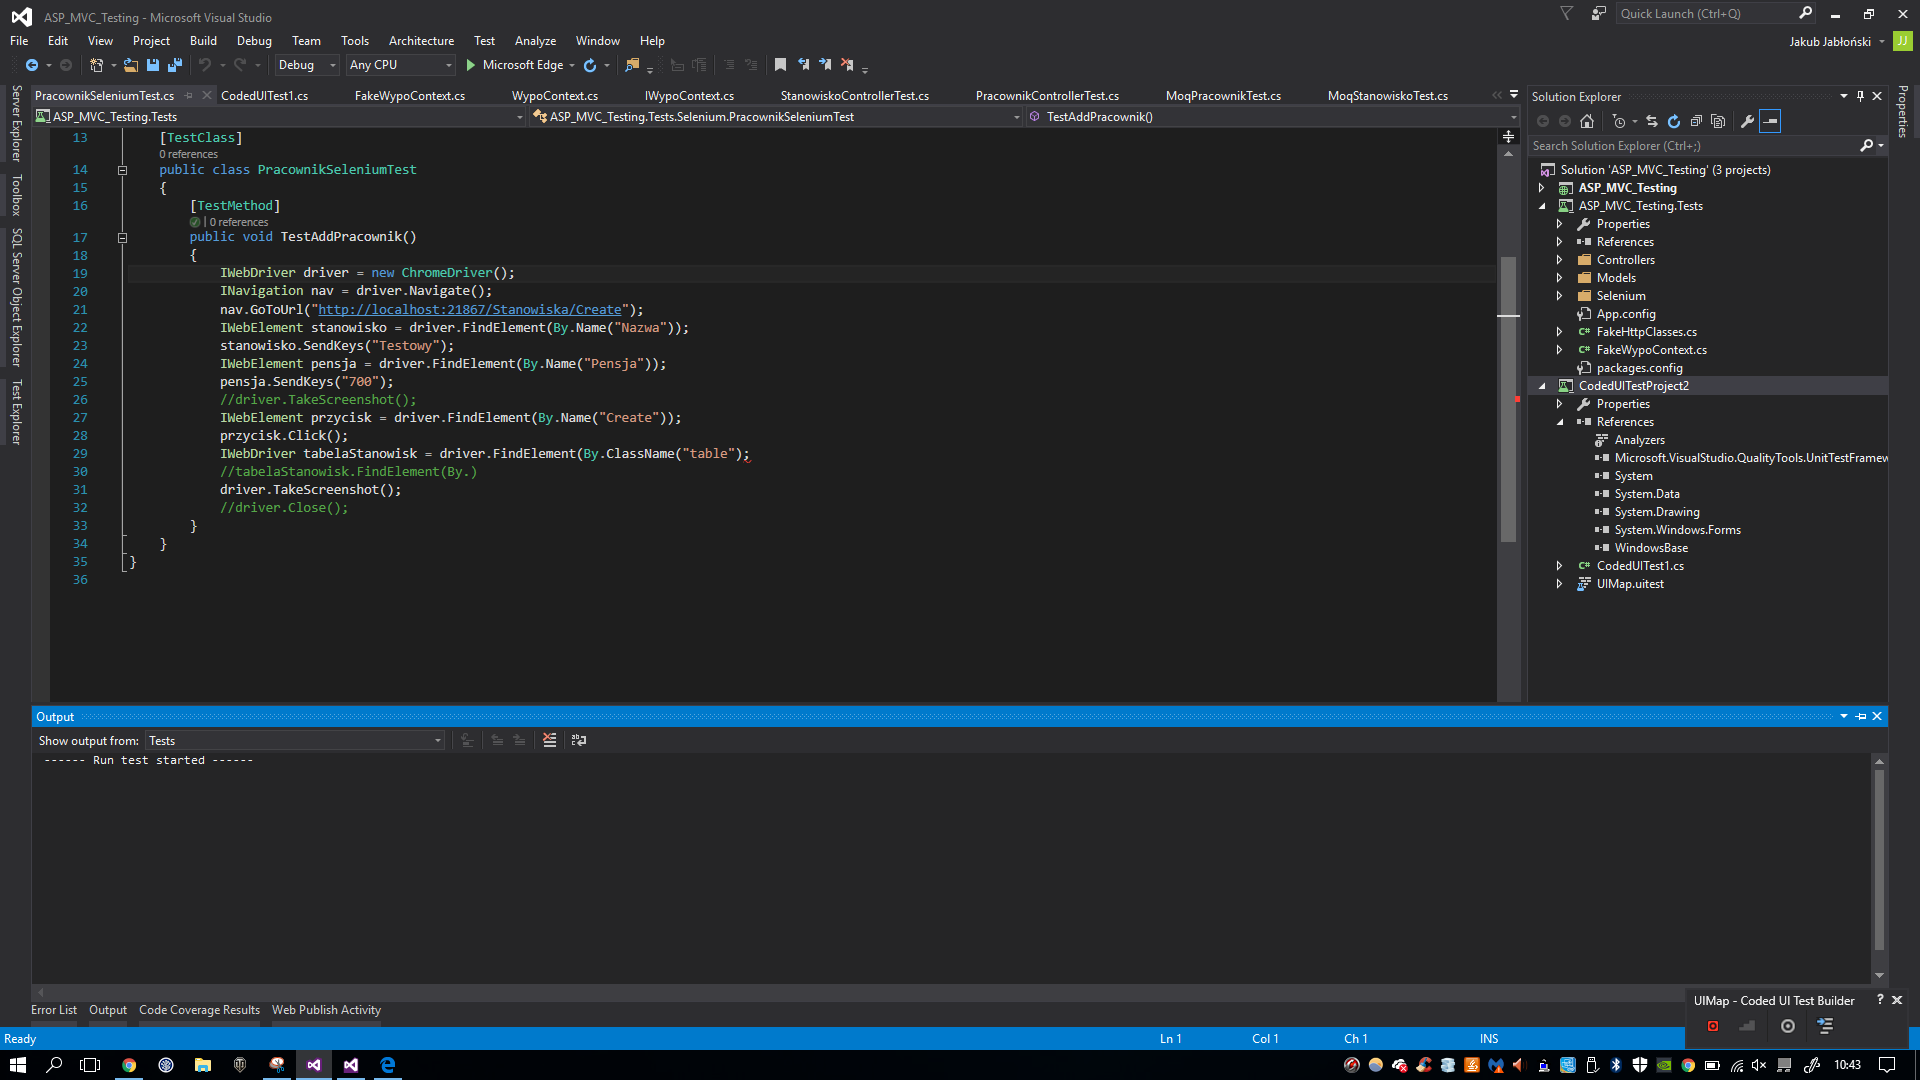 ASP_MVC_Testing - Microsoft Visual Studio
Quick Launch (Ctrl+Q)
File Edit View Project Build Debug Team Tools Architecture Test Analyze Window Help
Jakub Jabłoński JJ
Debug Any CPU Microsoft Edge
PracownikSeleniumTest.cs CodedUITest1.cs FakeWypoContext.cs WypoContext.cs IWypoContext.cs StanowiskoControllerTest.cs PracownikControllerTest.cs MoqPracownikTest.cs MoqStanowiskoTest.cs
ASP_MVC_Testing.Tests ASP_MVC_Testing.Tests.Selenium.PracownikSeleniumTest TestAddPracownik()
Server Explorer
Toolbox
SQL Server Object Explorer
Test Explorer
13 [TestClass]
0 references
14 public class PracownikSeleniumTest
15 {
16 [TestMethod]
| 0 references
17 public void TestAddPracownik()
18 {
19 IWebDriver driver = new ChromeDriver();
20 INavigation nav = driver.Navigate();
21 nav.GoToUrl("http://localhost:21867/Stanowiska/Create");
22 IWebElement stanowisko = driver.FindElement(By.Name("Nazwa"));
23 stanowisko.SendKeys("Testowy");
24 IWebElement pensja = driver.FindElement(By.Name("Pensja"));
25 pensja.SendKeys("700");
26 //driver.TakeScreenshot();
27 IWebElement przycisk = driver.FindElement(By.Name("Create"));
28 przycisk.Click();
29 IWebDriver tabelaStanowisk = driver.FindElement(By.ClassName("table");
30 //tabelaStanowisk.FindElement(By.)
31 driver.TakeScreenshot();
32 //driver.Close();
33 }
34 }
35 }
36
Solution Explorer
Search Solution Explorer (Ctrl+;)
Solution 'ASP_MVC_Testing' (3 projects)
ASP_MVC_Testing
ASP_MVC_Testing.Tests
Properties
References
Controllers
Models
Selenium
App.config
FakeHttpClasses.cs
FakeWypoContext.cs
packages.config
CodedUITestProject2
Properties
References
Analyzers
Microsoft.VisualStudio.QualityTools.UnitTestFramew
System
System.Data
System.Drawing
System.Windows.Forms
WindowsBase
CodedUITest1.cs
UIMap.uitest
Properties
Output
Show output from: Tests
------ Run test started ------
Error List Output Code Coverage Results Web Publish Activity
UIMap - Coded UI Test Builder ?
Ready Ln 1 Col 1 Ch 1 INS
10:43